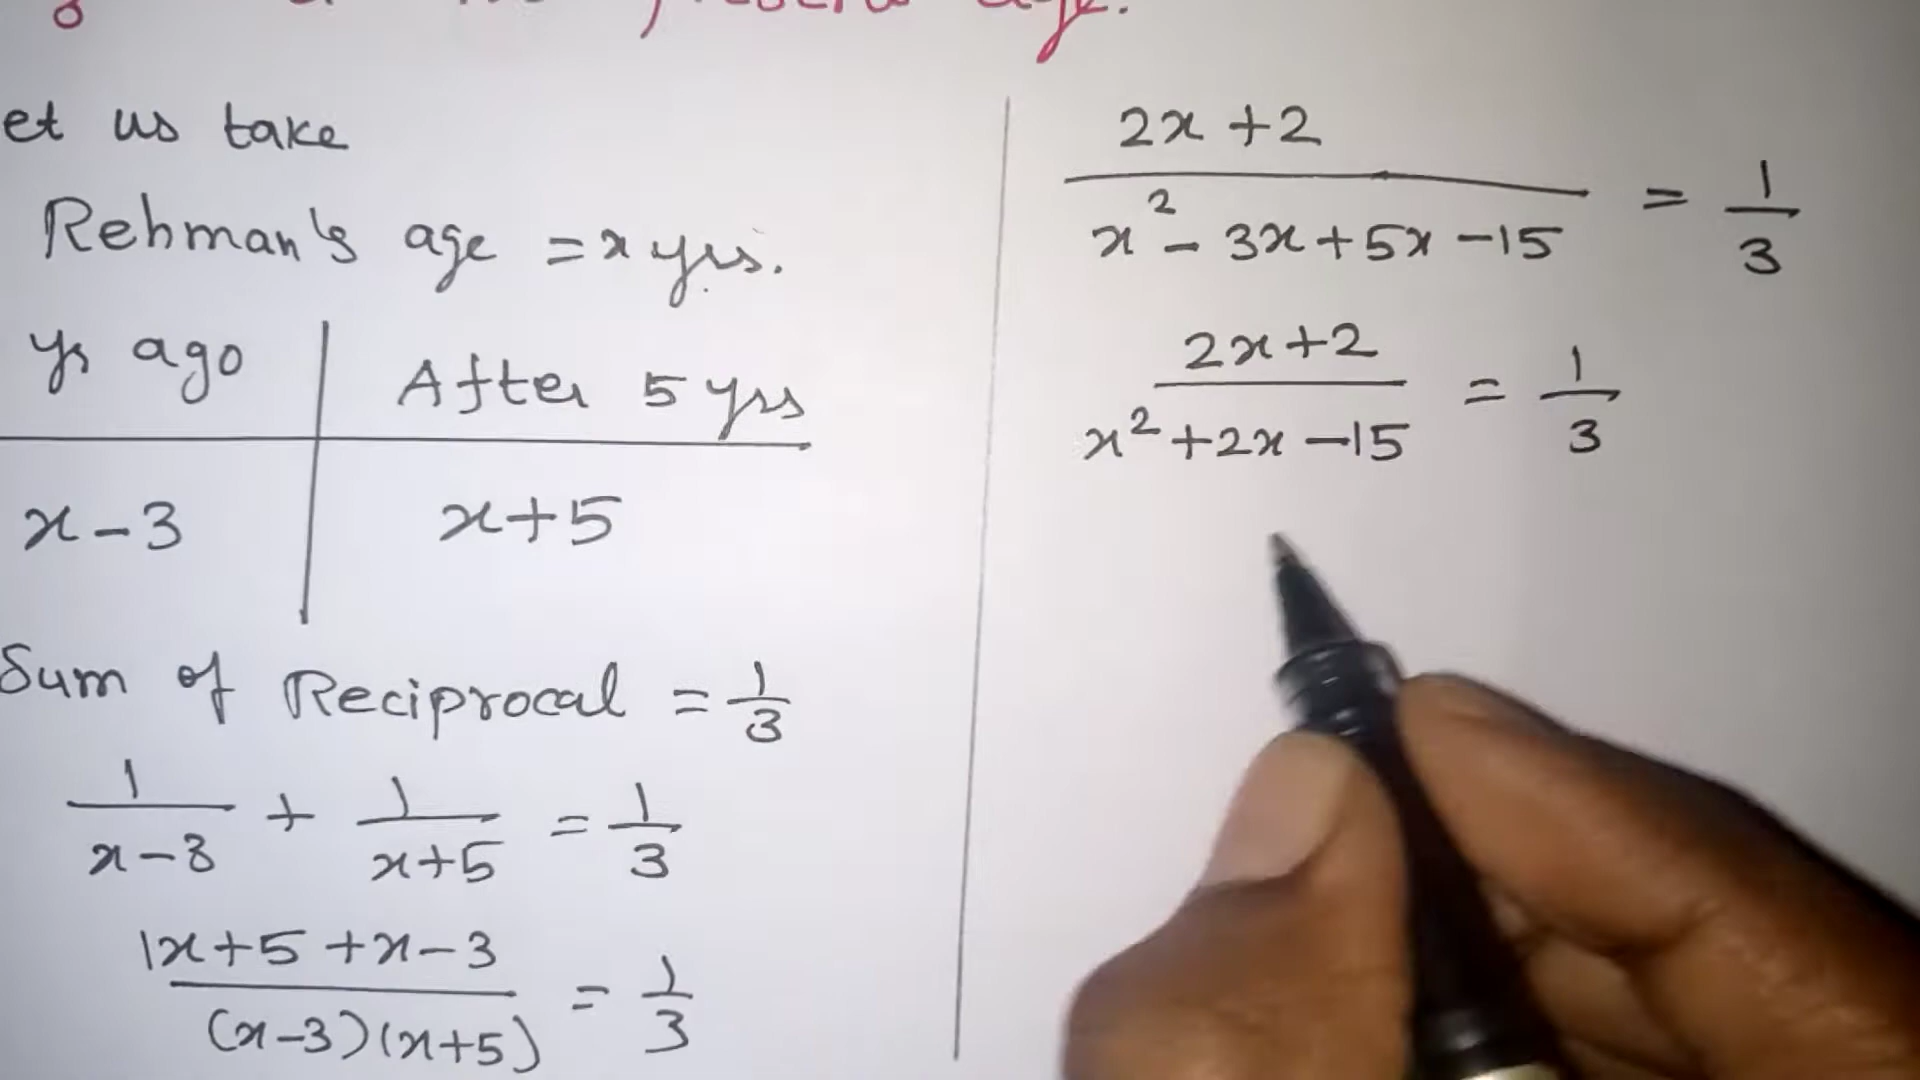 age.
et us take
Rehman's age = x yrs.
yr ago | After 5 yrs
x-3 | x+5
Sum of Reciprocal = 1/3
1/(x-3) + 1/(x+5) = 1/3
(1x+5+x-3)/((x-3)(x+5)) = 1/3
(2x+2)/(x²-3x+5x-15) = 1/3
(2x+2)/(x²+2x-15) = 1/3